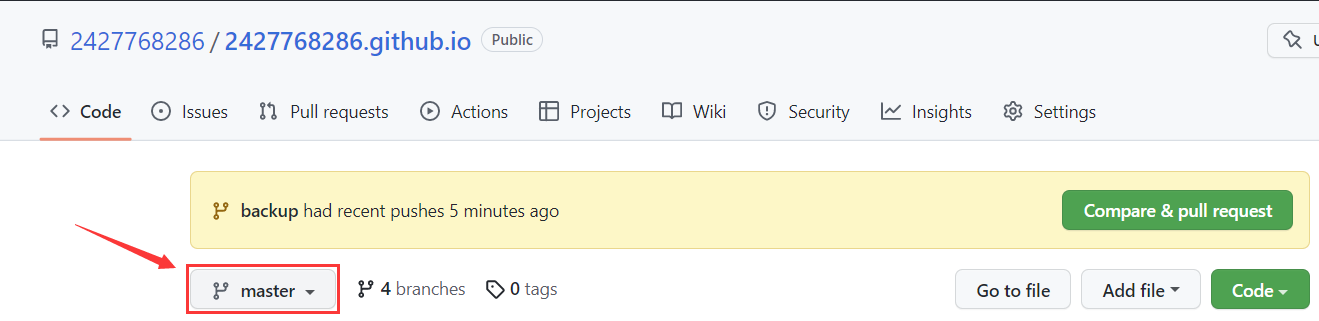 2427768286 / 2427768286.github.io Public
Code Issues Pull requests Actions Projects Wiki Security Insights Settings
backup had recent pushes 5 minutes ago Compare & pull request
master 4 branches 0 tags Go to file Add file Code